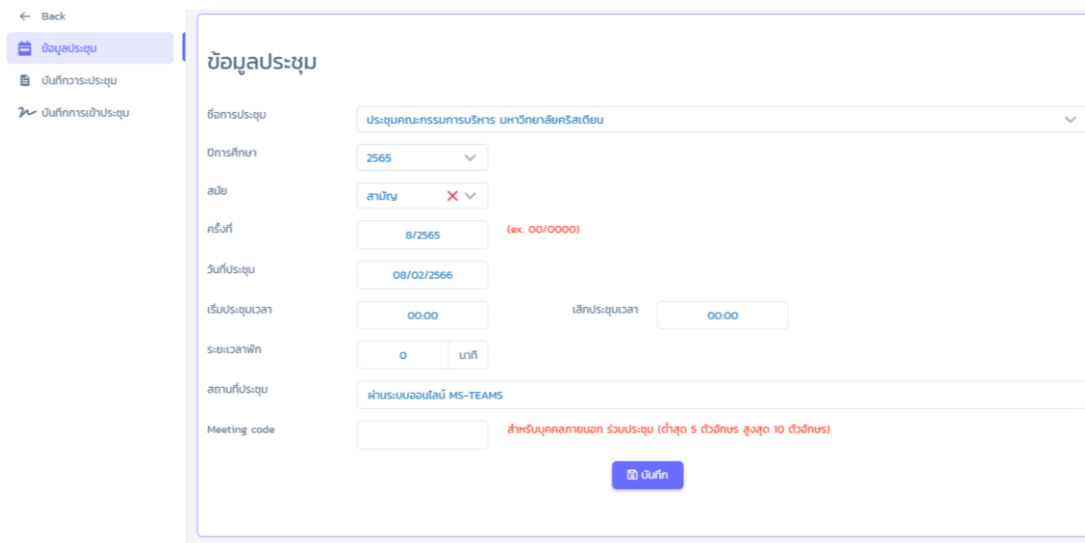 Back
ข้อมูลประชุม
บันทึกวาระประชุม
บันทึกการเข้าประชุม
ข้อมูลประชุม
ชื่อการประชุม ประชุมคณะกรรมการบริหาร มหาวิทยาลัยคริสเตียน
ปีการศึกษา 2565
สมัย สามัญ
ครั้งที่ 8/2565 (ex. 00/0000)
วันที่ประชุม 08/02/2566
เริ่มประชุมเวลา 00:00 เลิกประชุมเวลา 00:00
ระยะเวลาพัก 0 นาที
สถานที่ประชุม ผ่านระบบออนไลน์ MS-TEAMS
Meeting code สำหรับบุคคลภายนอก ร่วมประชุม (ต่ำสุด 5 ตัวอักษร สูงสุด 10 ตัวอักษร)
บันทึก